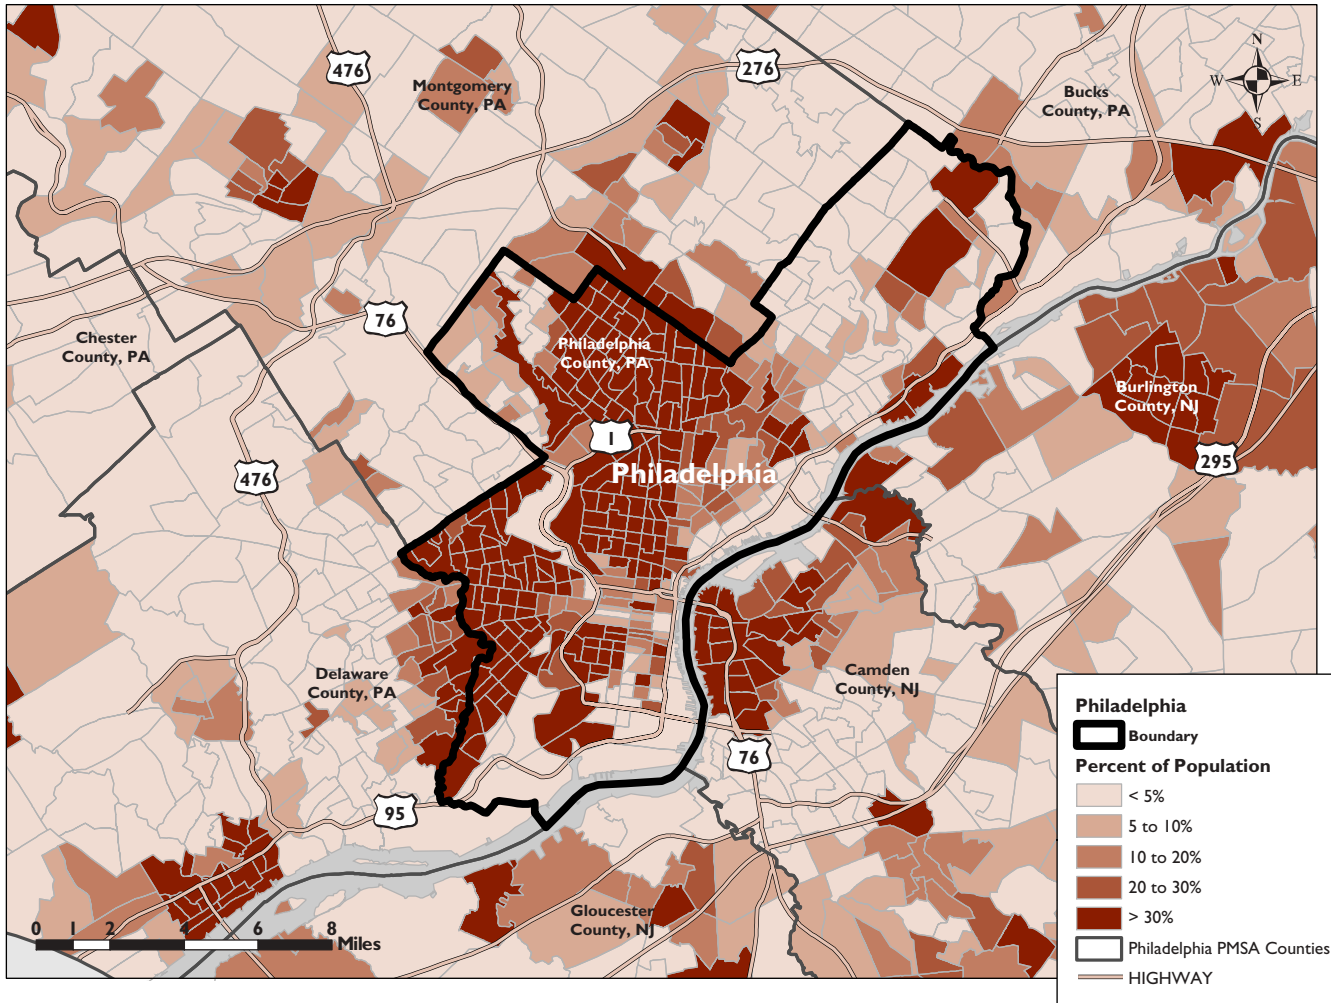 476
Montgomery
County, PA
276
Bucks
County, PA
N
W
E
S
76
Chester
County, PA
Philadelphia
County, PA
Burlington
County, NJ
1
Philadelphia
476
295
Delaware
County, PA
Camden
County, NJ
76
95
Gloucester
County, NJ
0 1 2 4 6 8
Miles
Philadelphia
Boundary
Percent of Population
< 5%
5 to 10%
10 to 20%
20 to 30%
> 30%
Philadelphia PMSA Counties
HIGHWAY